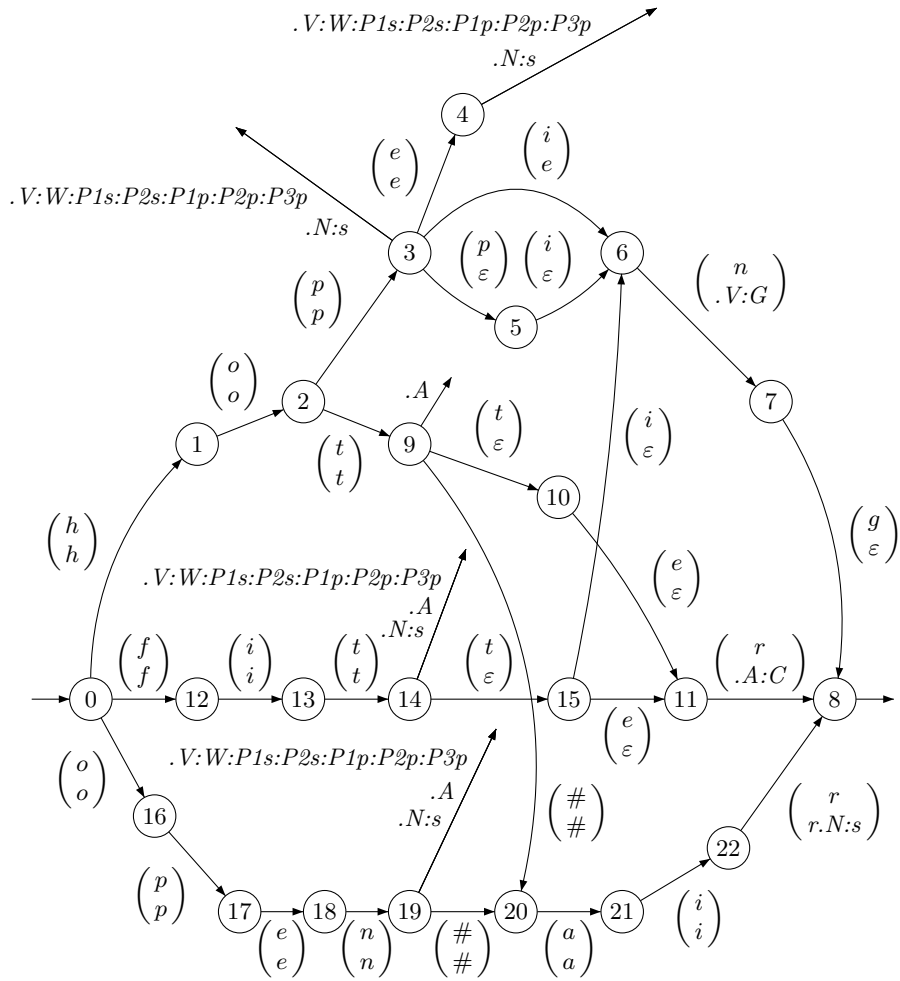 .V:W:P1s:P2s:P1p:P2p:P3p
.N:s
4
i
e
e
e
.V:W:P1s:P2s:P1p:P2p:P3p
.N:s
3
p
ε
i
ε
6
n
.V:G
p
p
5
o
o
2
.A
t
ε
7
1
t
t
9
i
ε
10
h
h
g
ε
.V:W:P1s:P2s:P1p:P2p:P3p
.A
.N:s
e
ε
f
f
i
i
t
t
t
ε
r
.A:C
0
12
13
14
15
11
8
e
ε
.V:W:P1s:P2s:P1p:P2p:P3p
.A
.N:s
o
o
16
#
#
r
r.N:s
22
p
p
17
18
19
20
21
e
e
n
n
#
#
a
a
i
i